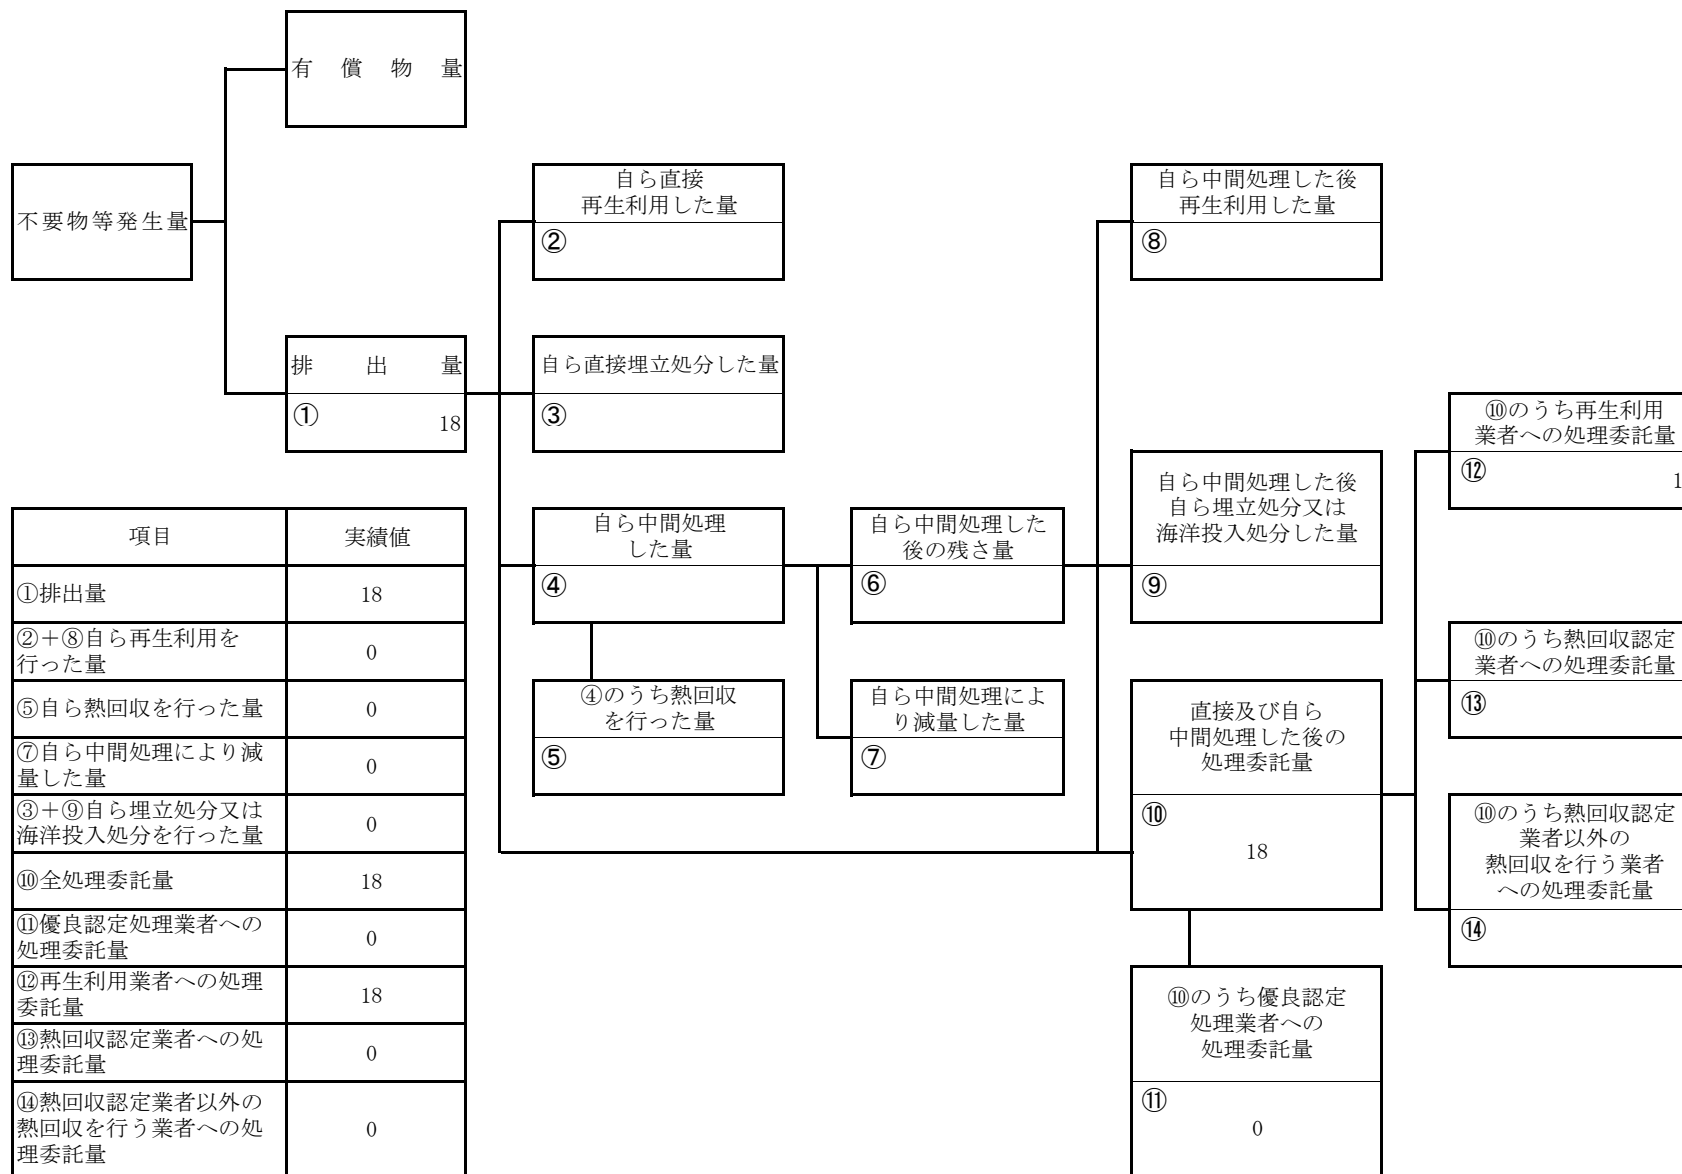 有償物量
不要物等発生量
自ら直接
再生利用した量
②
自ら中間処理した後
再生利用した量
⑧
排出量
①
18
自ら直接埋立処分した量
③
⑩のうち再生利用
業者への処理委託量
⑫
1
自ら中間処理した後
自ら埋立処分又は
海洋投入処分した量
⑨
自ら中間処理
した量
④
自ら中間処理した
後の残さ量
⑥
⑩のうち熱回収認定
業者への処理委託量
⑬
④のうち熱回収
を行った量
⑤
自ら中間処理によ
り減量した量
⑦
直接及び自ら
中間処理した後の
処理委託量
⑩
18
⑩のうち熱回収認定
業者以外の
熱回収を行う業者
への処理委託量
⑭
⑩のうち優良認定
処理業者への
処理委託量
⑪
0
項目 実績値
①排出量 18
②＋⑧自ら再生利用を
行った量 0
⑤自ら熱回収を行った量 0
⑦自ら中間処理により減
量した量 0
③＋⑨自ら埋立処分又は
海洋投入処分を行った量 0
⑩全処理委託量 18
⑪優良認定処理業者への
処理委託量 0
⑫再生利用業者への処理
委託量 18
⑬熱回収認定業者への処
理委託量 0
⑭熱回収認定業者以外の
熱回収を行う業者への処
理委託量 0